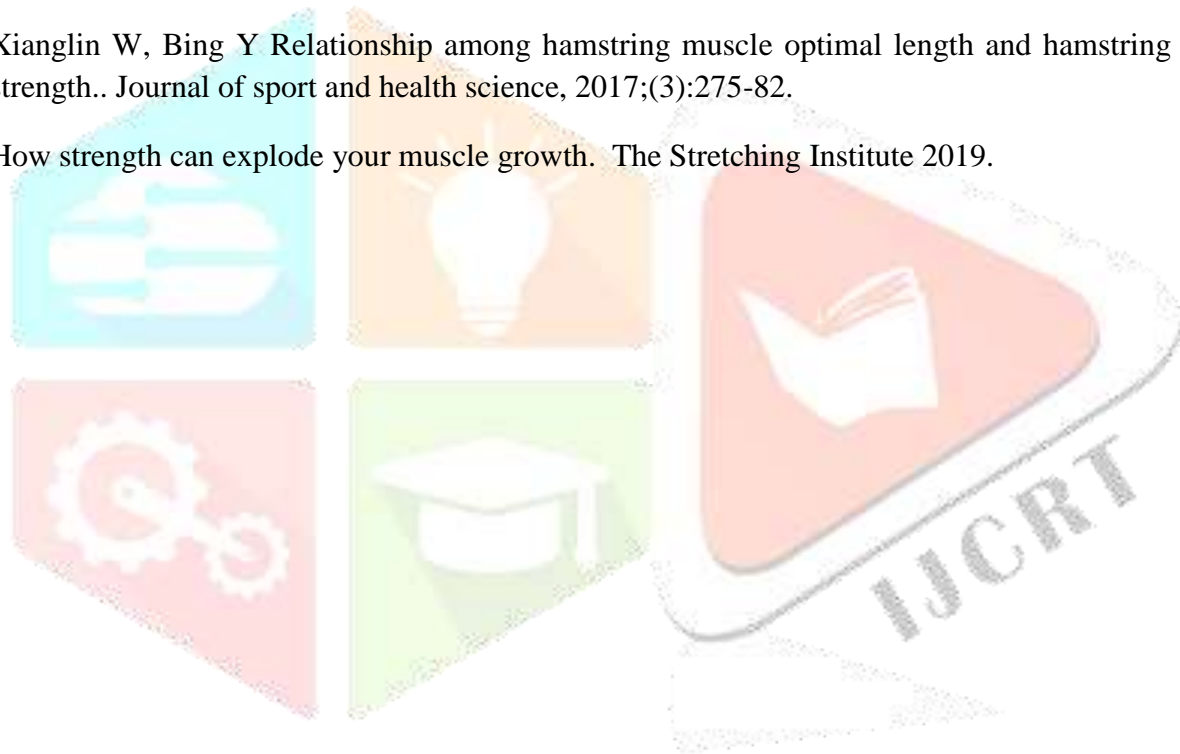 Xianglin W, Bing Y Relationship among hamstring muscle optimal length and hamstring
strength.. Journal of sport and health science, 2017;(3):275-82.
How strength can explode your muscle growth. The Stretching Institute 2019.
IJCRT